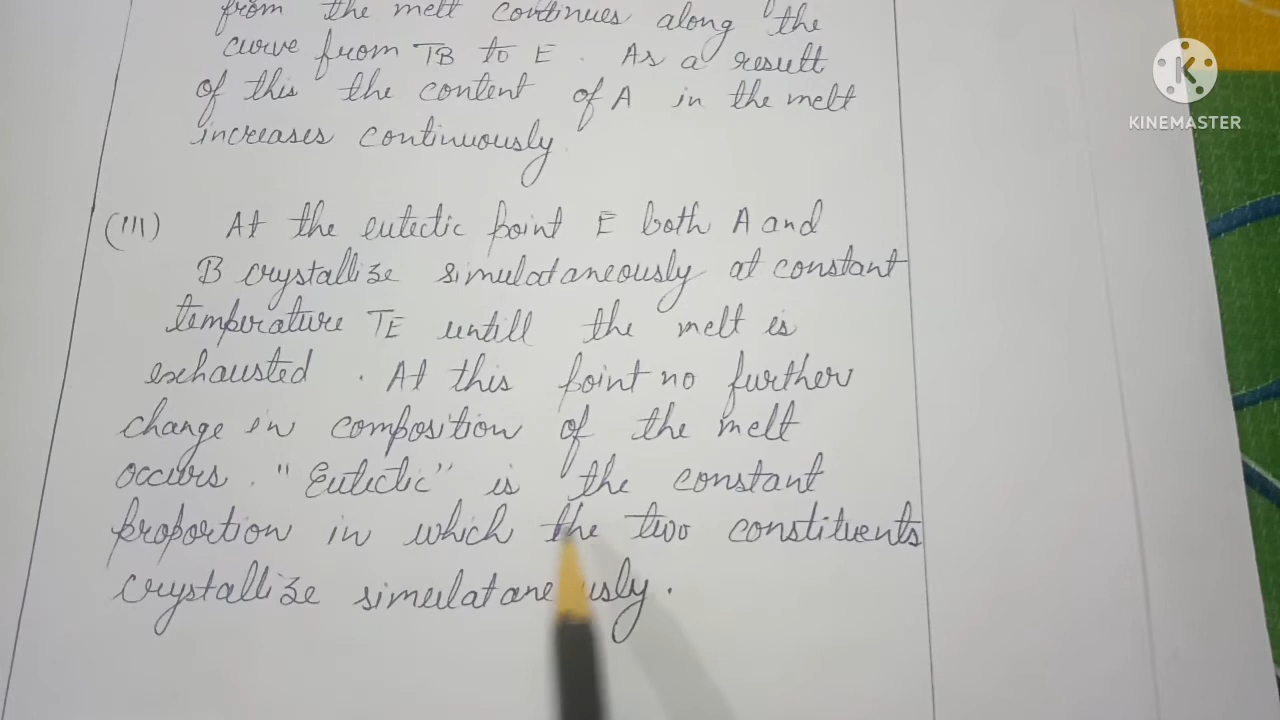 from the melt continues along the
curve from TB to E. As a result
of this the content of A in the melt
increases continuously.
(III) At the eutectic point E both A and
B crystallize simulataneously at constant
temperature TE untill the melt is
exhausted. At this point no further
change in composition of the melt
occurs. "Eutectic" is the constant
proportion in which the two constituents
crystallize simulataneously.
K
KINEMASTER